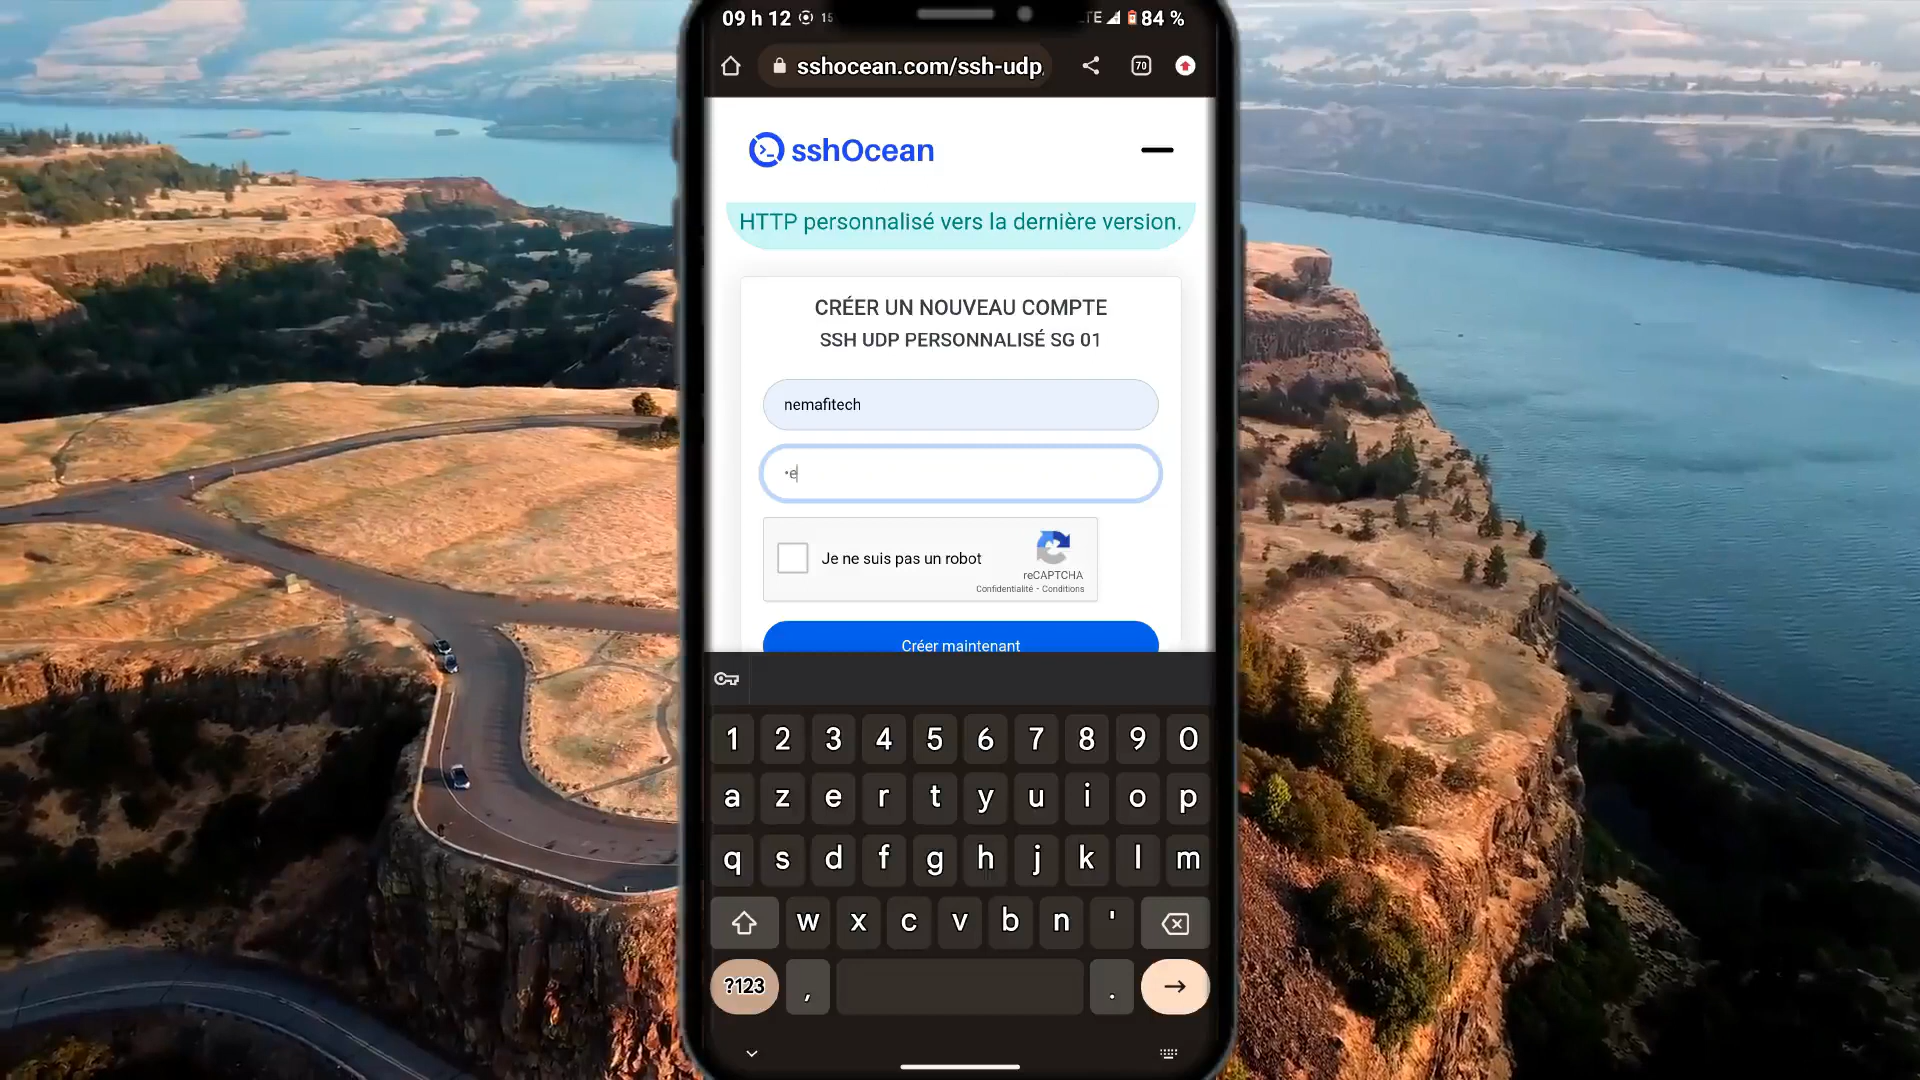 09 h 12
84 %
sshocean.com/ssh-udp
70
sshOcean
HTTP personnalisé vers la dernière version.
CRÉER UN NOUVEAU COMPTE
SSH UDP PERSONNALISÉ SG 01
nemafitech
•e
Je ne suis pas un robot
reCAPTCHA
Confidentialité - Conditions
Créer maintenant
1 2 3 4 5 6 7 8 9 0
a z e r t y u i o p
q s d f g h j k l m
w x c v b n '
?123 , .